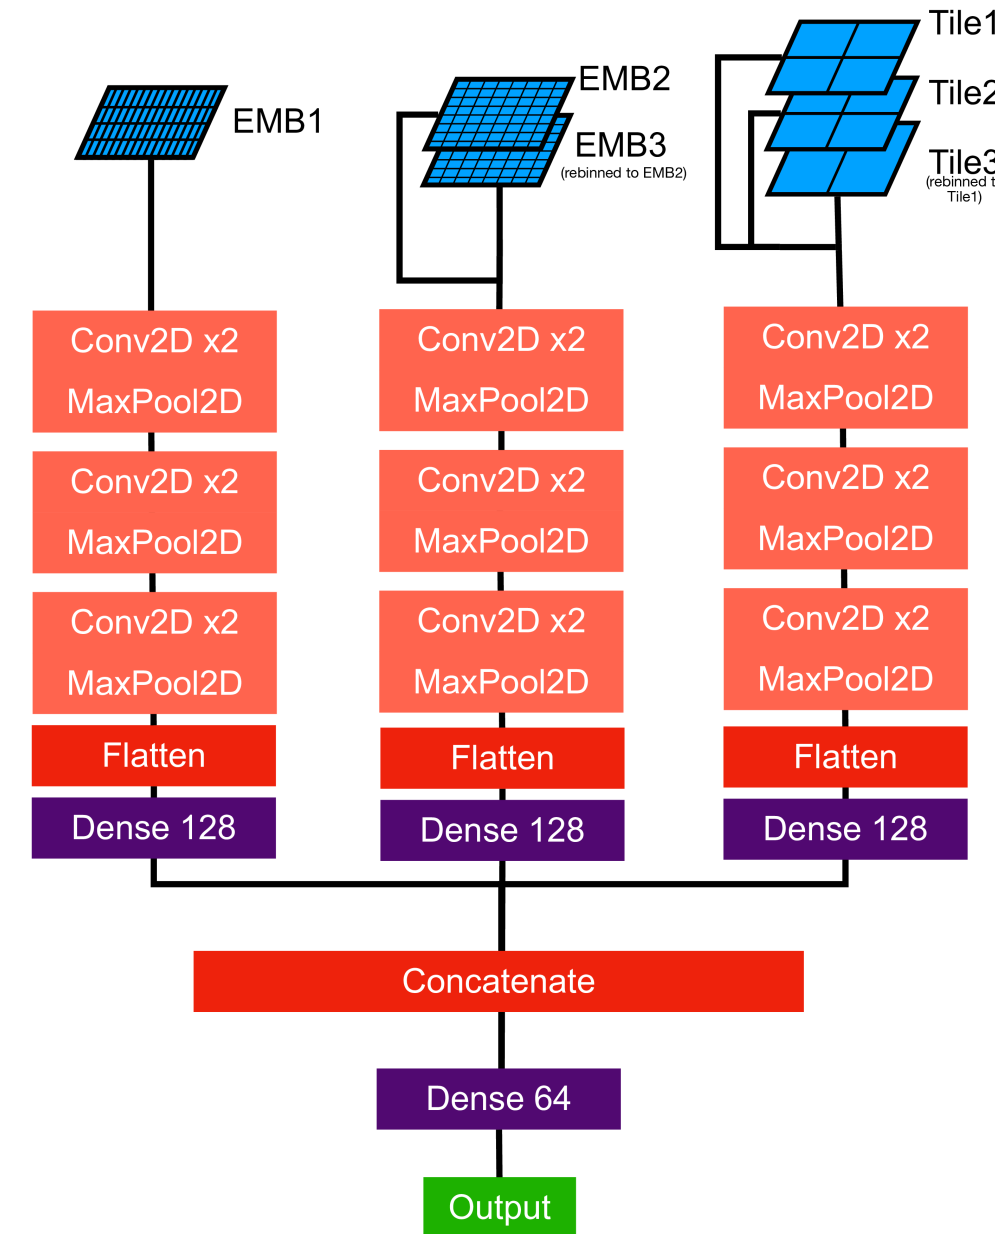 EMB1
EMB2
EMB3
(rebinned to EMB2)
Tile1
Tile2
Tile3
(rebinned t
Tile1)
Conv2D x2
MaxPool2D
Conv2D x2
MaxPool2D
Conv2D x2
MaxPool2D
Flatten
Dense 128
Conv2D x2
MaxPool2D
Conv2D x2
MaxPool2D
Conv2D x2
MaxPool2D
Flatten
Dense 128
Conv2D x2
MaxPool2D
Conv2D x2
MaxPool2D
Conv2D x2
MaxPool2D
Flatten
Dense 128
Concatenate
Dense 64
Output